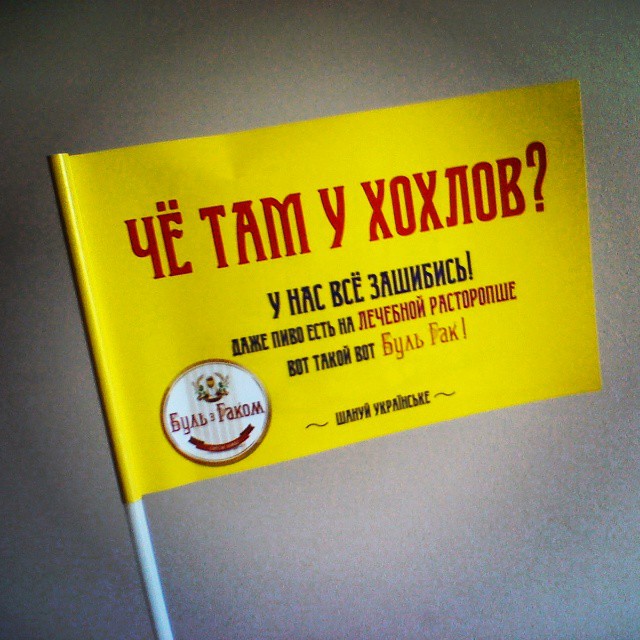 ЧЁ ТАМ У ХОХЛОВ?
У НАС ВСЁ ЗАШИБИСЬ!
ДАЖЕ ПИВО ЕСТЬ НА ЛЕЧЕБНОЙ РАСТОРОПШЕ
ВОТ ТАКОЙ ВОТ Буль Гак!
~ ШАНУЙ УКРАЇНСЬКЕ ~
Буль з Гаком